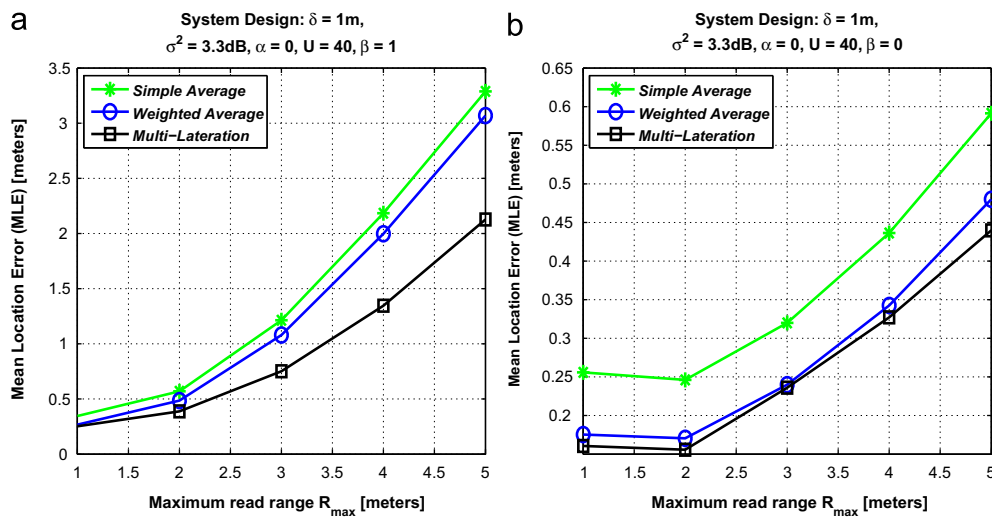 a
System Design: δ = 1m,
σ² = 3.3dB, α = 0, U = 40, β = 1
Simple Average
Weighted Average
Multi−Lateration
Mean Location Error (MLE) [meters]
3.5
3
2.5
2
1.5
1
0.5
0
1 1.5 2 2.5 3 3.5 4 4.5 5
Maximum read range R_max [meters]
b
System Design: δ = 1m,
σ² = 3.3dB, α = 0, U = 40, β = 0
Simple Average
Weighted Average
Multi−Lateration
Mean Location Error (MLE) [meters]
0.65
0.6
0.55
0.5
0.45
0.4
0.35
0.3
0.25
0.2
1 1.5 2 2.5 3 3.5 4 4.5 5
Maximum read range R_max [meters]